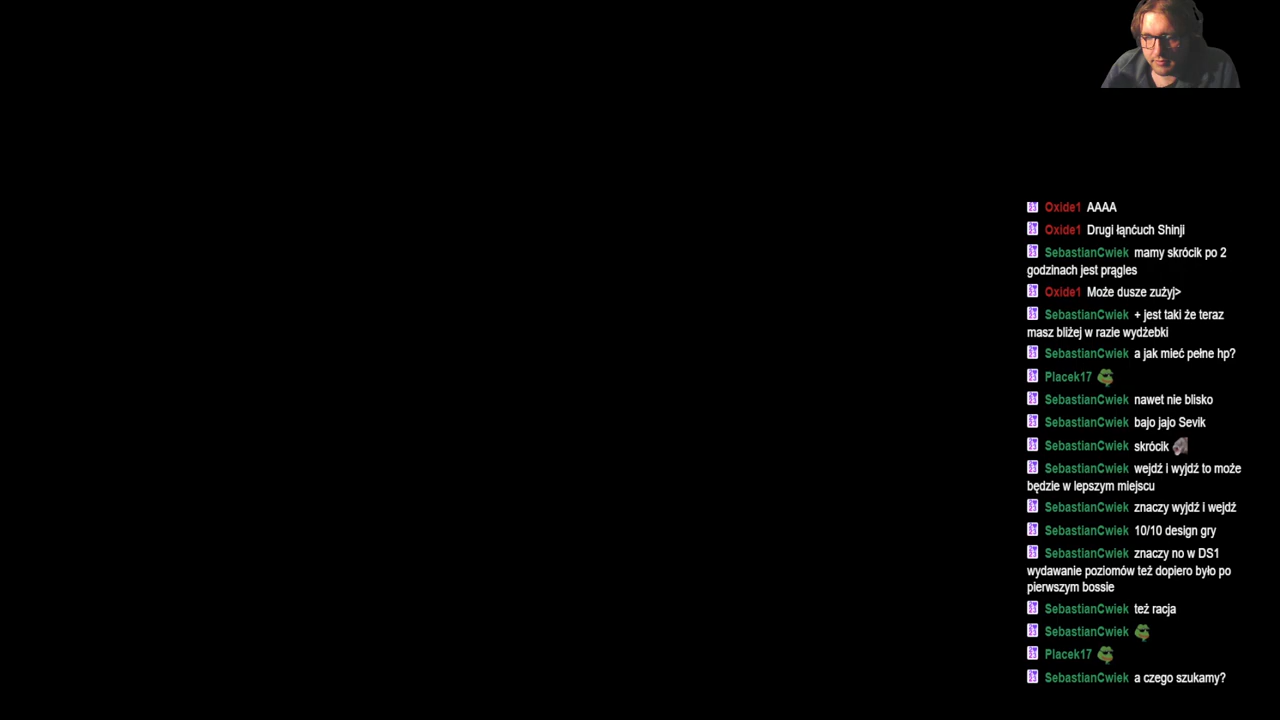 Oxide1 AAAA
Oxide1 Drugi łąnćuch Shinji
SebastianCwiek mamy skrócik po 2
godzinach jest prągles
Oxide1 Może dusze zużyj>
SebastianCwiek + jest taki że teraz
masz bliżej w razie wydżebki
SebastianCwiek a jak mieć pełne hp?
Placek17
SebastianCwiek nawet nie blisko
SebastianCwiek bajo jajo Sevik
SebastianCwiek skrócik
SebastianCwiek wejdź i wyjdź to może
będzie w lepszym miejscu
SebastianCwiek znaczy wyjdź i wejdź
SebastianCwiek 10/10 design gry
SebastianCwiek znaczy no w DS1
wydawanie poziomów też dopiero było po
pierwszym bossie
SebastianCwiek też racja
SebastianCwiek
Placek17
SebastianCwiek a czego szukamy?